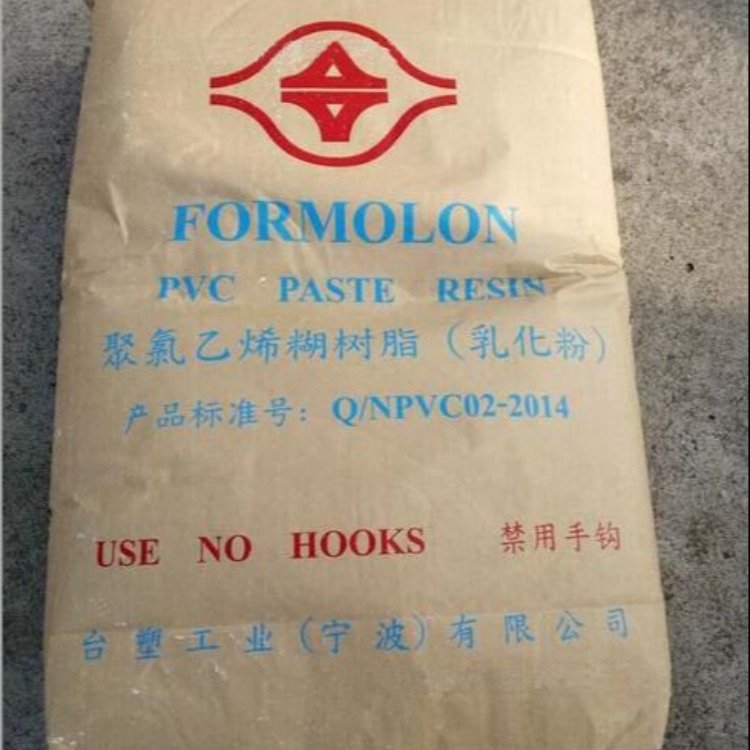 FORMOLON
PVC PASTE RESIN
聚氯乙烯糊树脂(乳化粉)
产品标准号: Q/NPVC02-2014
USE NO HOOKS 禁用手钩
台塑工业(宁波)有限公司